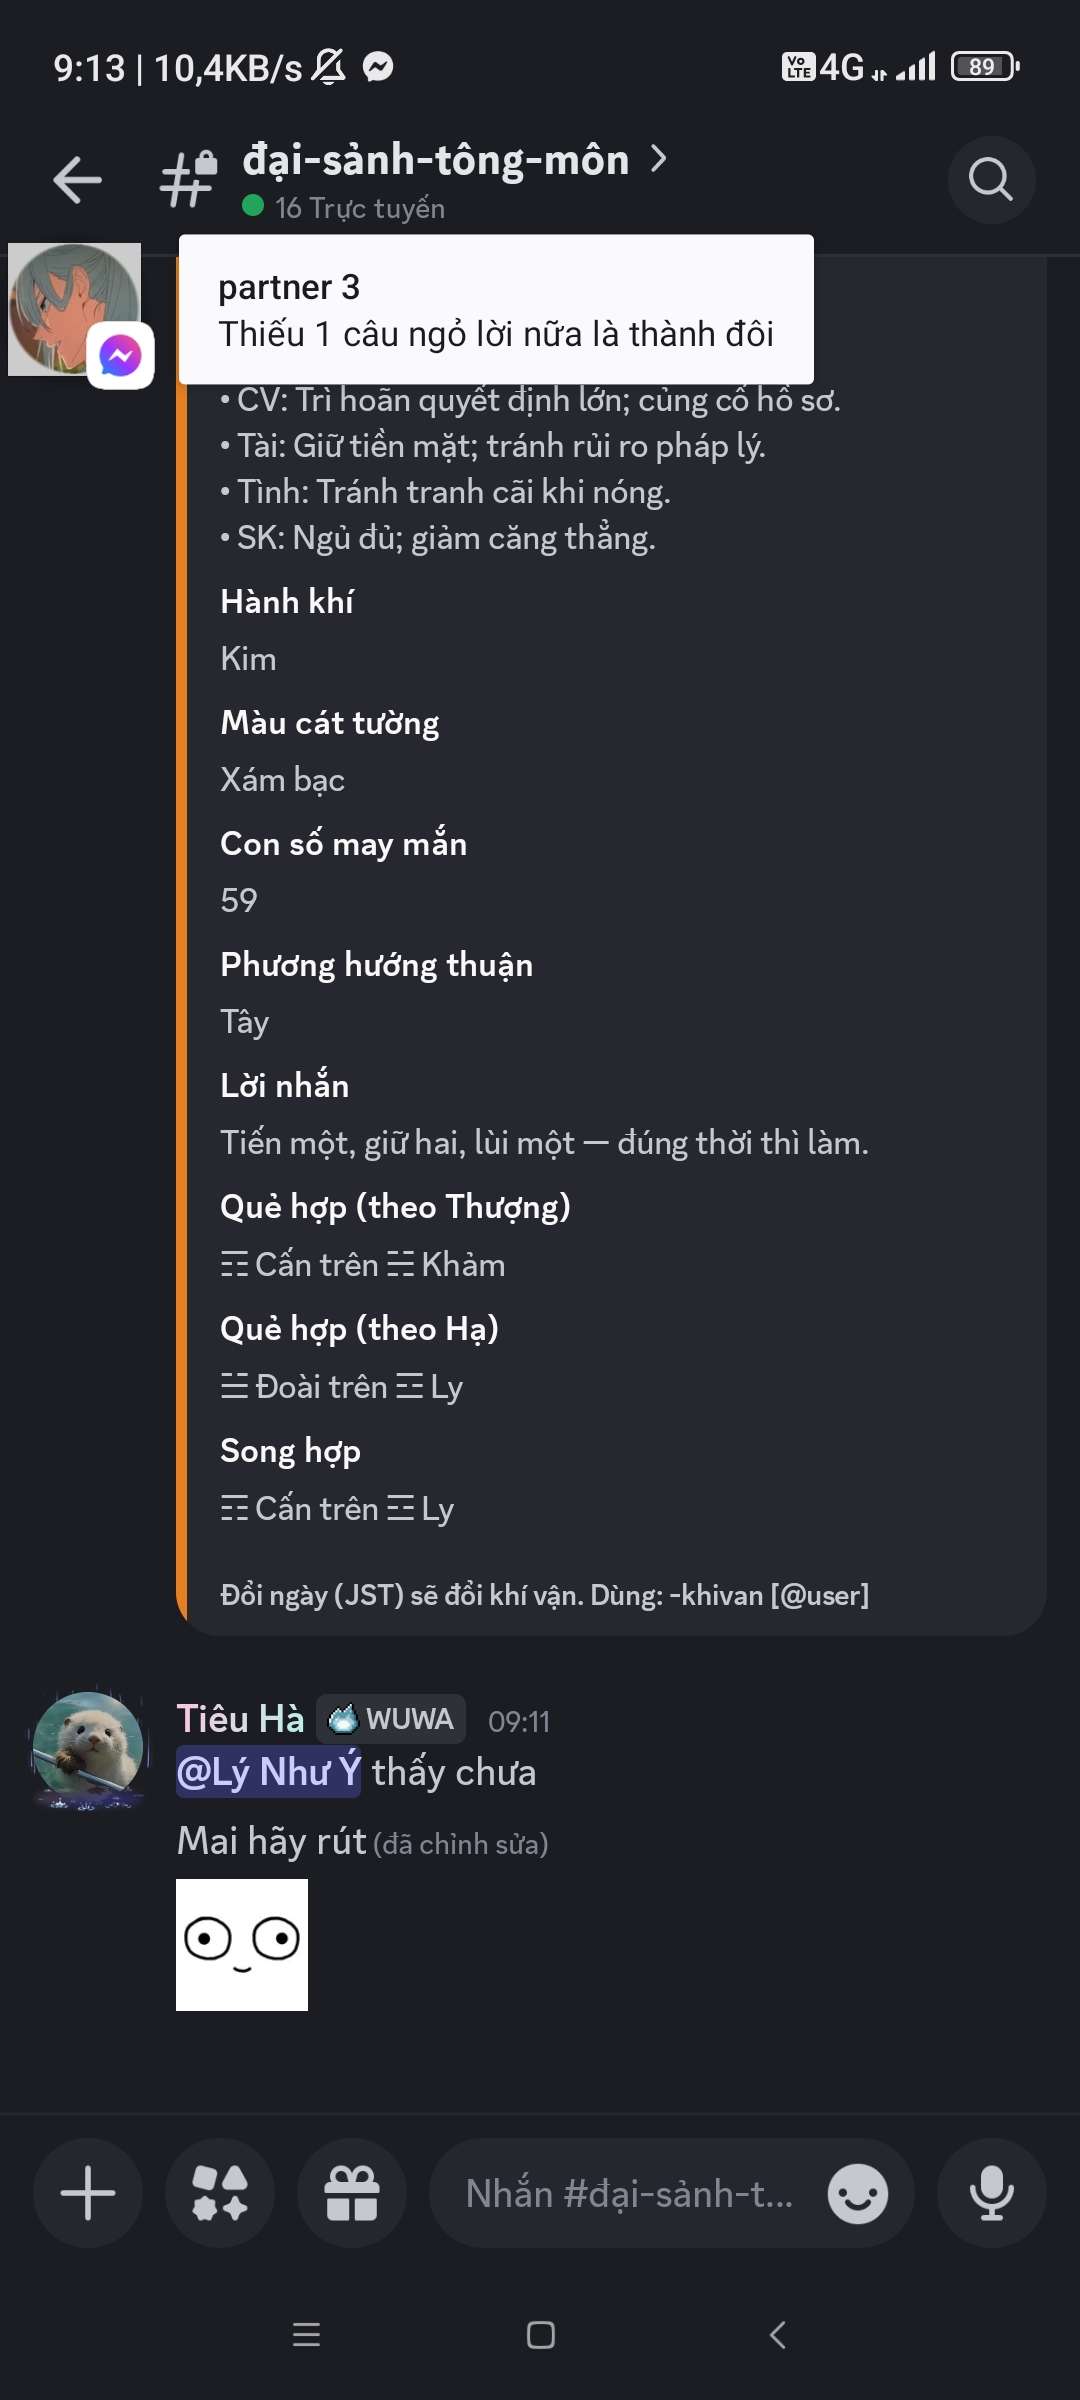 9:13 | 10,4KB/s
Vo LTE 4G 89
đại-sảnh-tông-môn
16 Trực tuyến
partner 3
Thiếu 1 câu ngỏ lời nữa là thành đôi
• CV: Trì hoãn quyết định lớn; củng cố hồ sơ.
• Tài: Giữ tiền mặt; tránh rủi ro pháp lý.
• Tình: Tránh tranh cãi khi nóng.
• SK: Ngủ đủ; giảm căng thẳng.
Hành khí
Kim
Màu cát tường
Xám bạc
Con số may mắn
59
Phương hướng thuận
Tây
Lời nhắn
Tiến một, giữ hai, lùi một — đúng thời thì làm.
Quẻ hợp (theo Thượng)
☶ Cấn trên ☵ Khảm
Quẻ hợp (theo Hạ)
☱ Đoài trên ☲ Ly
Song hợp
☶ Cấn trên ☲ Ly
Đổi ngày (JST) sẽ đổi khí vận. Dùng: -khivan [@user]
Tiêu Hà WUWA 09:11
@Lý Như Ý thấy chưa
Mai hãy rút (đã chỉnh sửa)
Nhắn #đại-sảnh-t...